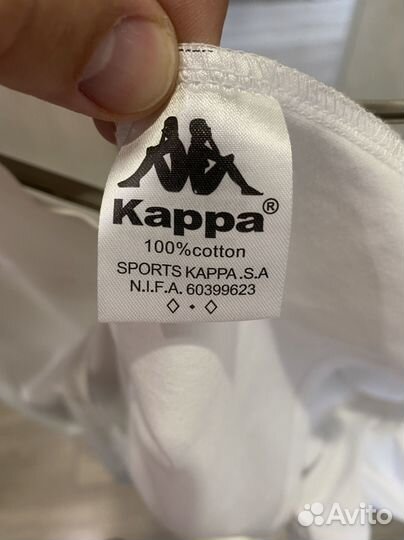 Kappa®
100%cotton
SPORTS KAPPA.S.A
N.I.F.A. 60399623
Avito